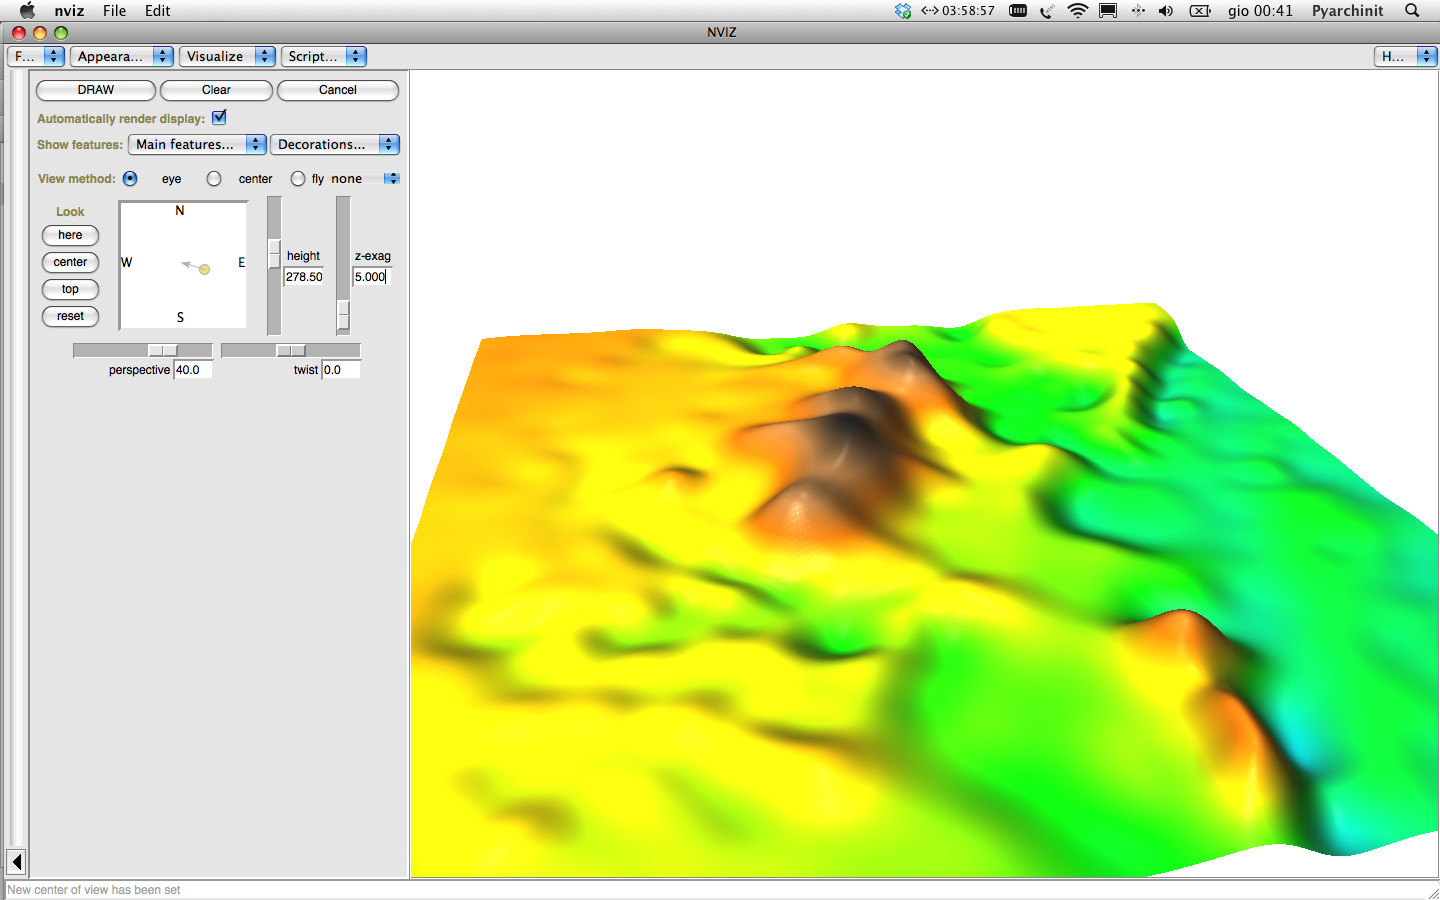 nviz File Edit 03:58:57 gio 00:41 Pyarchinit
NVIZ
F... Appeara... Visualize Script... H...
DRAW Clear Cancel
Automatically render display:
Show features: Main features... Decorations...
View method: eye center fly none
Look
here
center
top
reset
N
W E
S
height
278.50
z-exag
5.000
perspective 40.0 twist 0.0
New center of view has been set